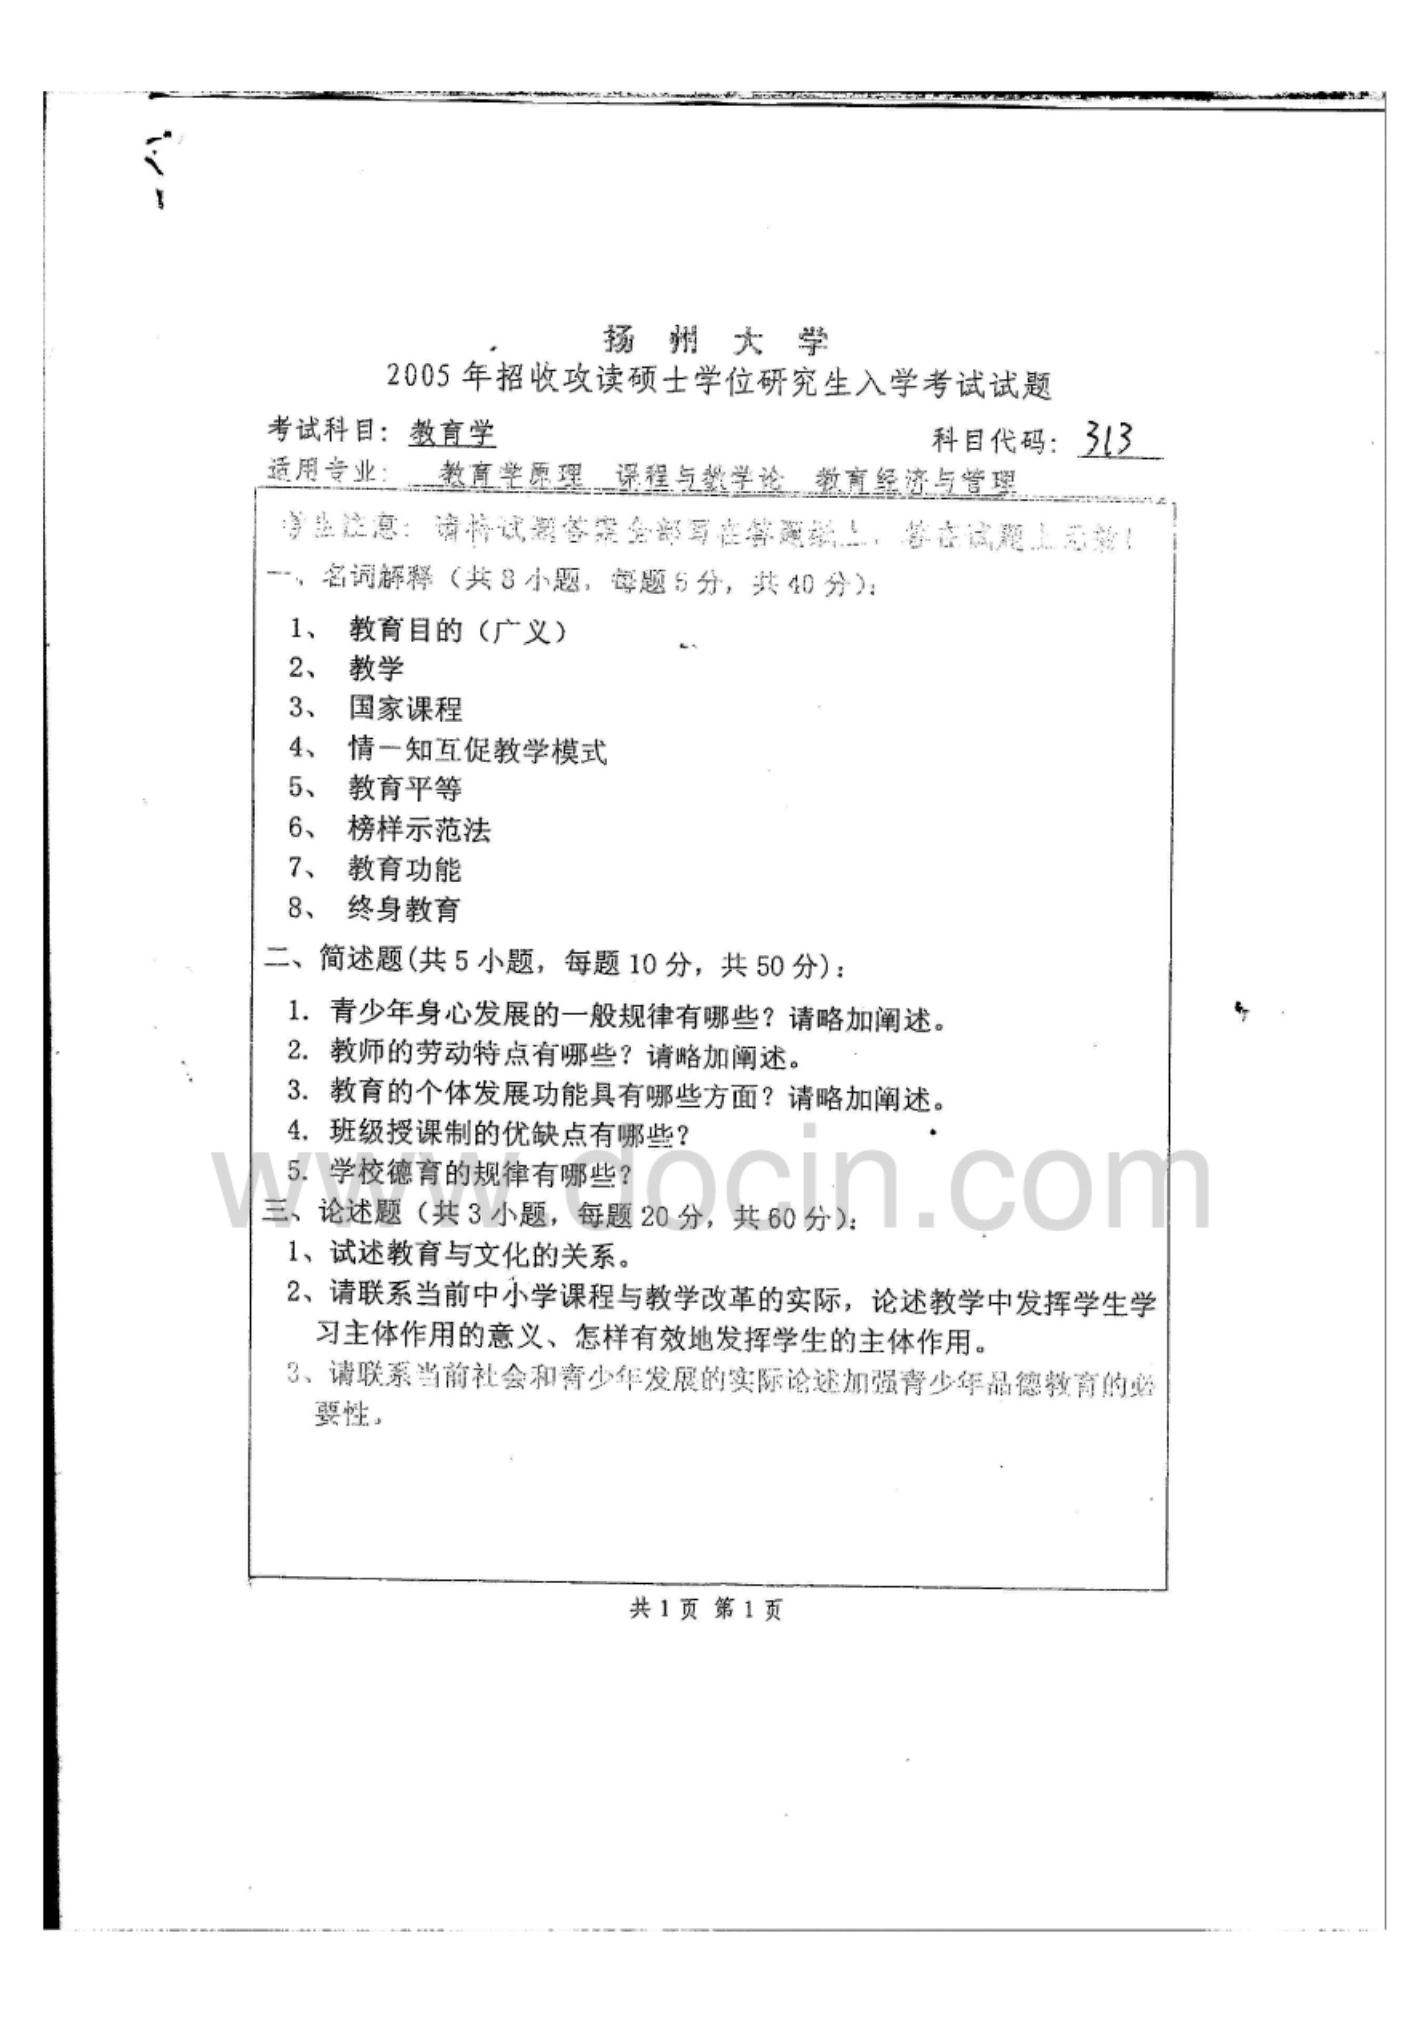 扬 州 大 学
2005 年招收攻读硕士学位研究生入学考试试题
考试科目： 教育学 科目代码： 313
适用专业： 教育学原理 课程与教学论 教育经济与管理
考生注意： 请将试题答案全部写在答题纸上，答在试题上无效！
一、名词解释（共 8 小题，每题 5 分，共 40 分）：
1、 教育目的（广义）
2、 教学
3、 国家课程
4、 情－知互促教学模式
5、 教育平等
6、 榜样示范法
7、 教育功能
8、 终身教育
二、简述题(共 5 小题，每题 10 分，共 50 分)：
1. 青少年身心发展的一般规律有哪些？请略加阐述。
2. 教师的劳动特点有哪些？请略加阐述。
3. 教育的个体发展功能具有哪些方面？请略加阐述。
4. 班级授课制的优缺点有哪些？
5. 学校德育的规律有哪些？
www.docin.com
三、论述题（共 3 小题，每题 20 分，共 60 分）：
1、试述教育与文化的关系。
2、请联系当前中小学课程与教学改革的实际，论述教学中发挥学生学
习主体作用的意义、怎样有效地发挥学生的主体作用。
3、请联系当前社会和青少年发展的实际论述加强青少年品德教育的必
要性。
共 1 页 第 1 页